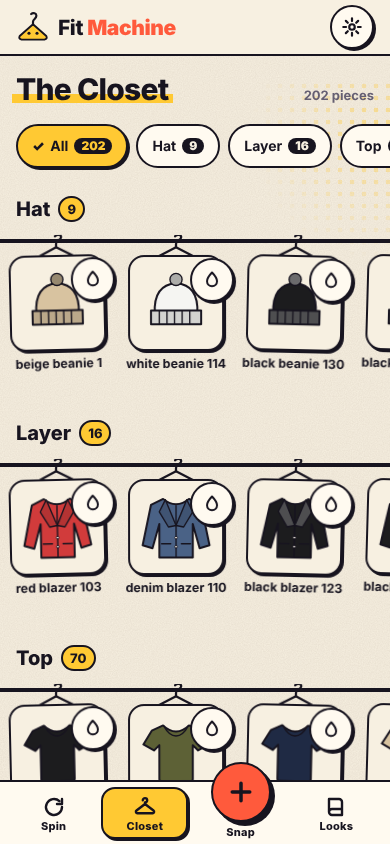 Fit Machine
The Closet
202 pieces
All 202
Hat 9
Layer 16
Top
Hat 9
beige beanie 1
white beanie 114
black beanie 130
Layer 16
red blazer 103
denim blazer 110
black blazer 123
Top 70
Spin
Closet
Snap
Looks